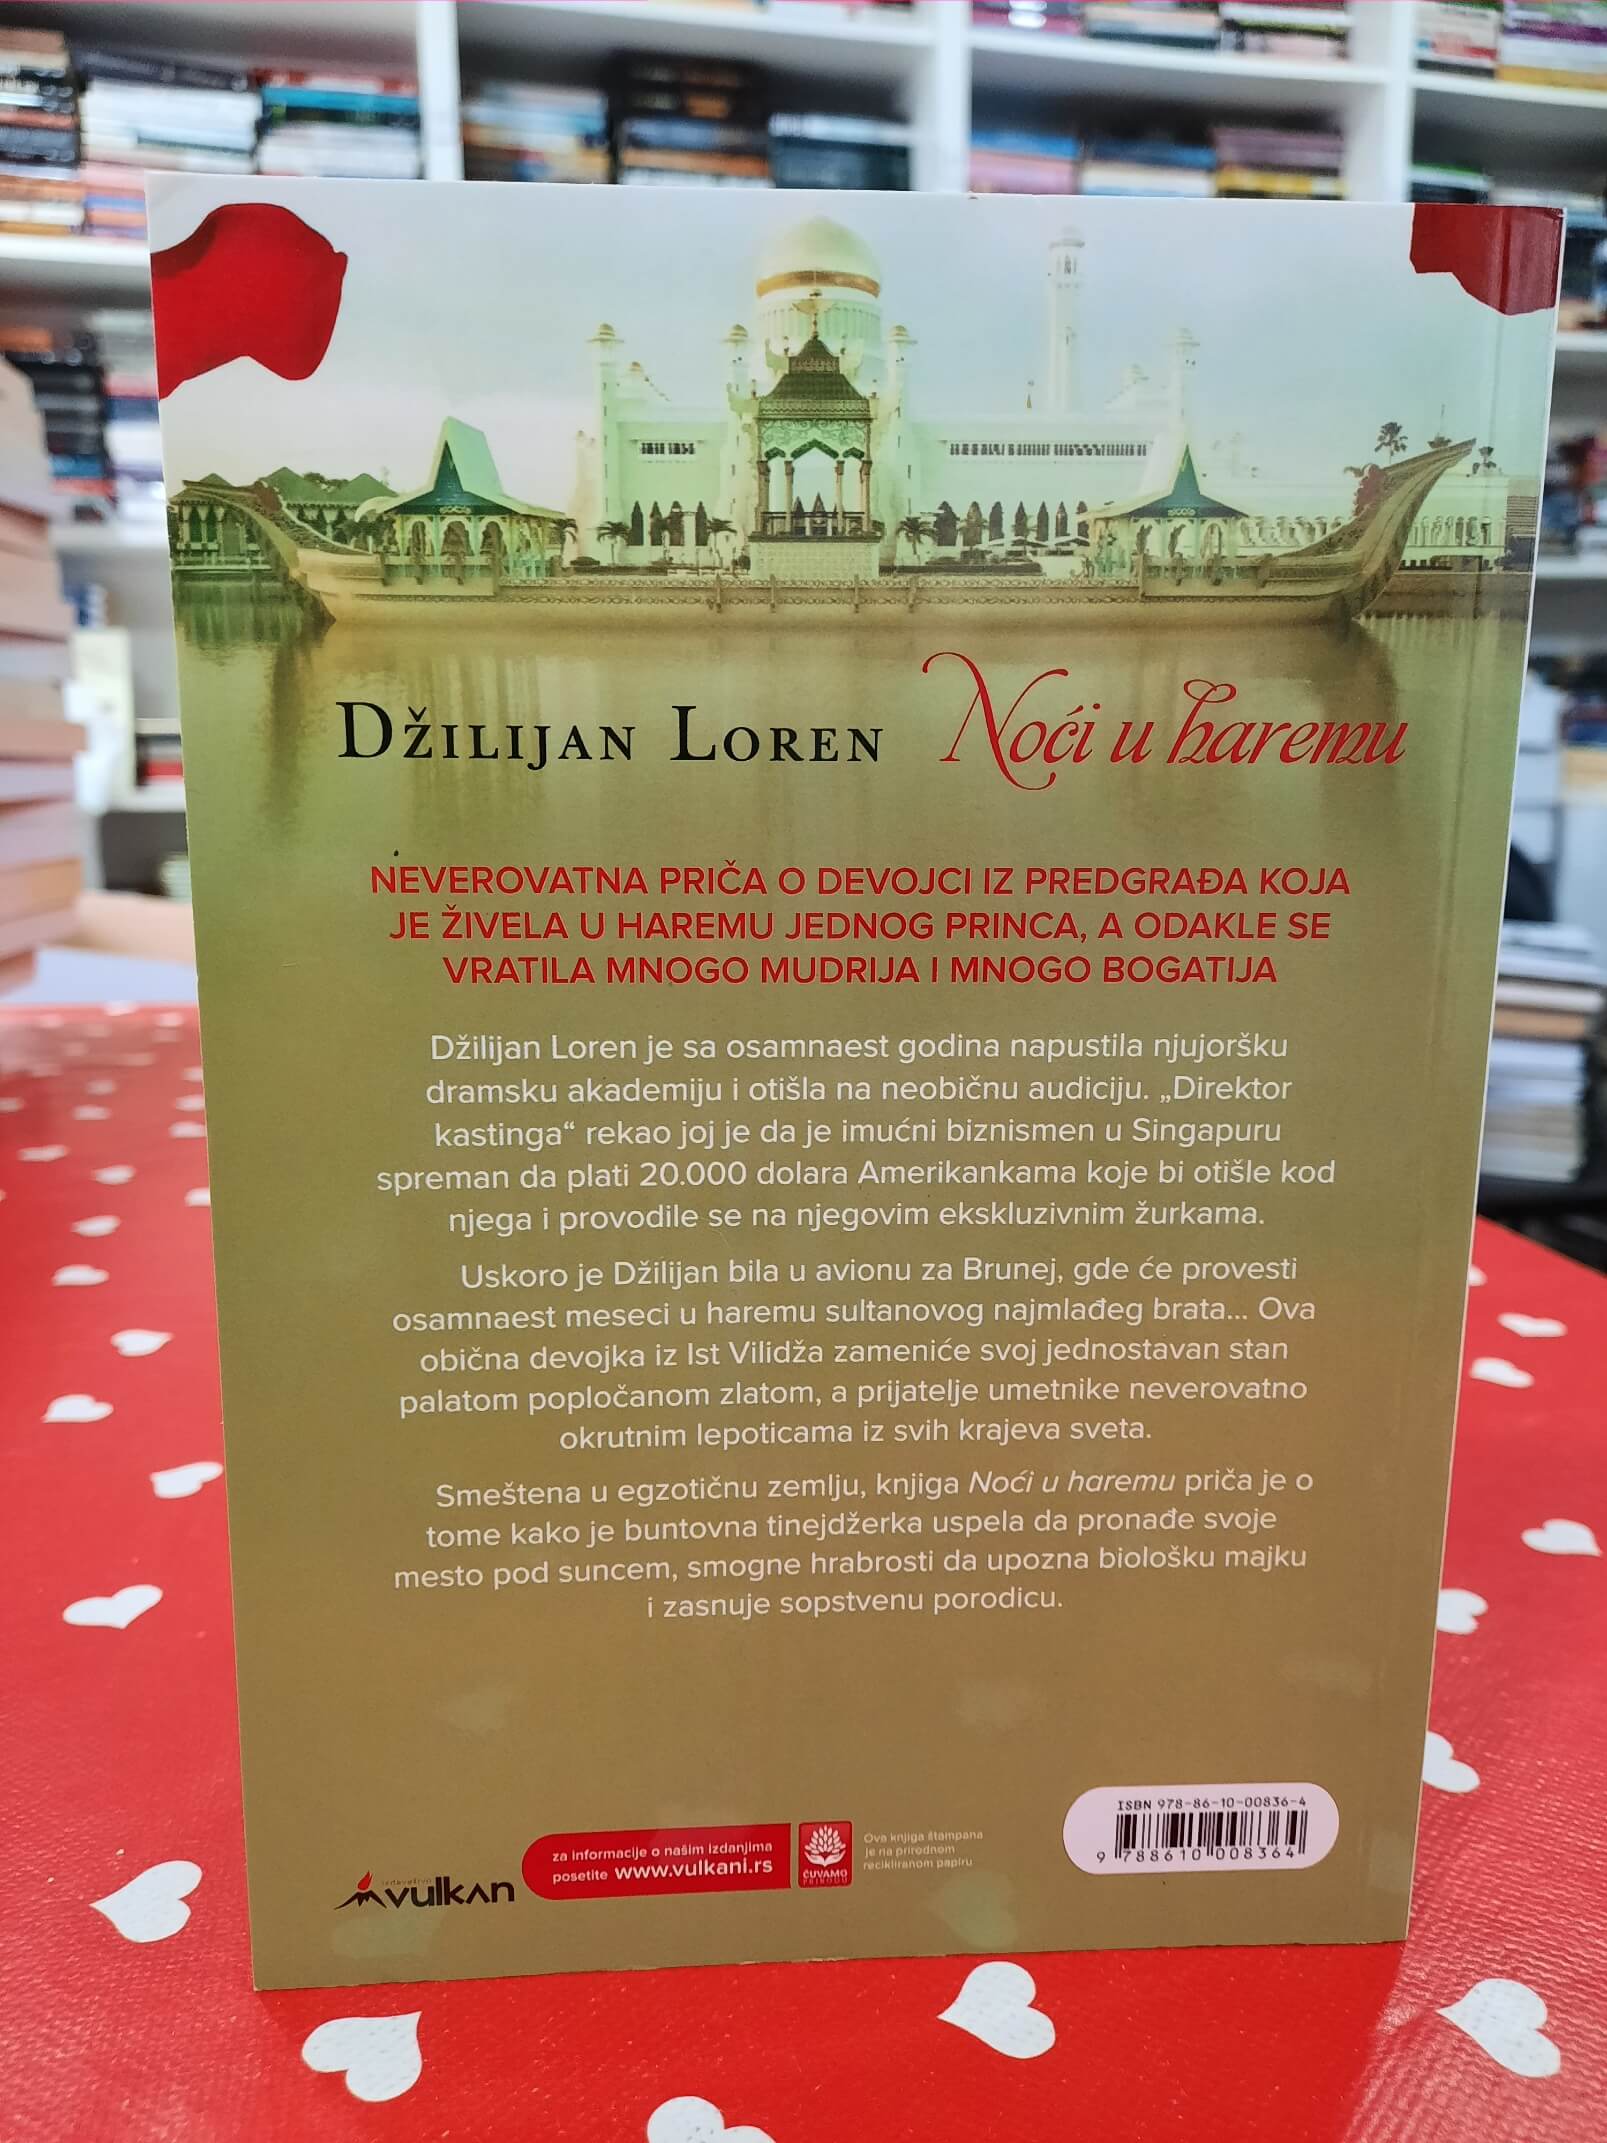 Džilijan Loren Noći u haremu
NEVEROVATNA PRIČA O DEVOJCI IZ PREDGRAĐA KOJA
JE ŽIVELA U HAREMU JEDNOG PRINCA, A ODAKLE SE
VRATILA MNOGO MUDRIJA I MNOGO BOGATIJA
Džilijan Loren je sa osamnaest godina napustila njujoršku
dramsku akademiju i otišla na neobičnu audiciju. „Direktor
kastinga“ rekao joj je da je imućni biznismen u Singapuru
spreman da plati 20.000 dolara Amerikankama koje bi otišle kod
njega i provodile se na njegovim ekskluzivnim žurkama.
Uskoro je Džilijan bila u avionu za Brunej, gde će provesti
osamnaest meseci u haremu sultanovog najmlađeg brata... Ova
obična devojka iz Ist Vilidža zameniće svoj jednostavan stan
palatom popločanom zlatom, a prijatelje umetnike neverovatno
okrutnim lepoticama iz svih krajeva sveta.
Smeštena u egzotičnu zemlju, knjiga Noći u haremu priča je o
tome kako je buntovna tinejdžerka uspela da pronađe svoje
mesto pod suncem, smogne hrabrosti da upozna biološku majku
i zasnuje sopstvenu porodicu.
izdavaštvo
vulkan
za informacije o našim izdanjima
posetite www.vulkani.rs
ČUVAMO
PRIRODU
Ova knjiga štampana
je na prirodnom
recikliranom papiru
ISBN 978-86-10-00836-4
9 788610 008364